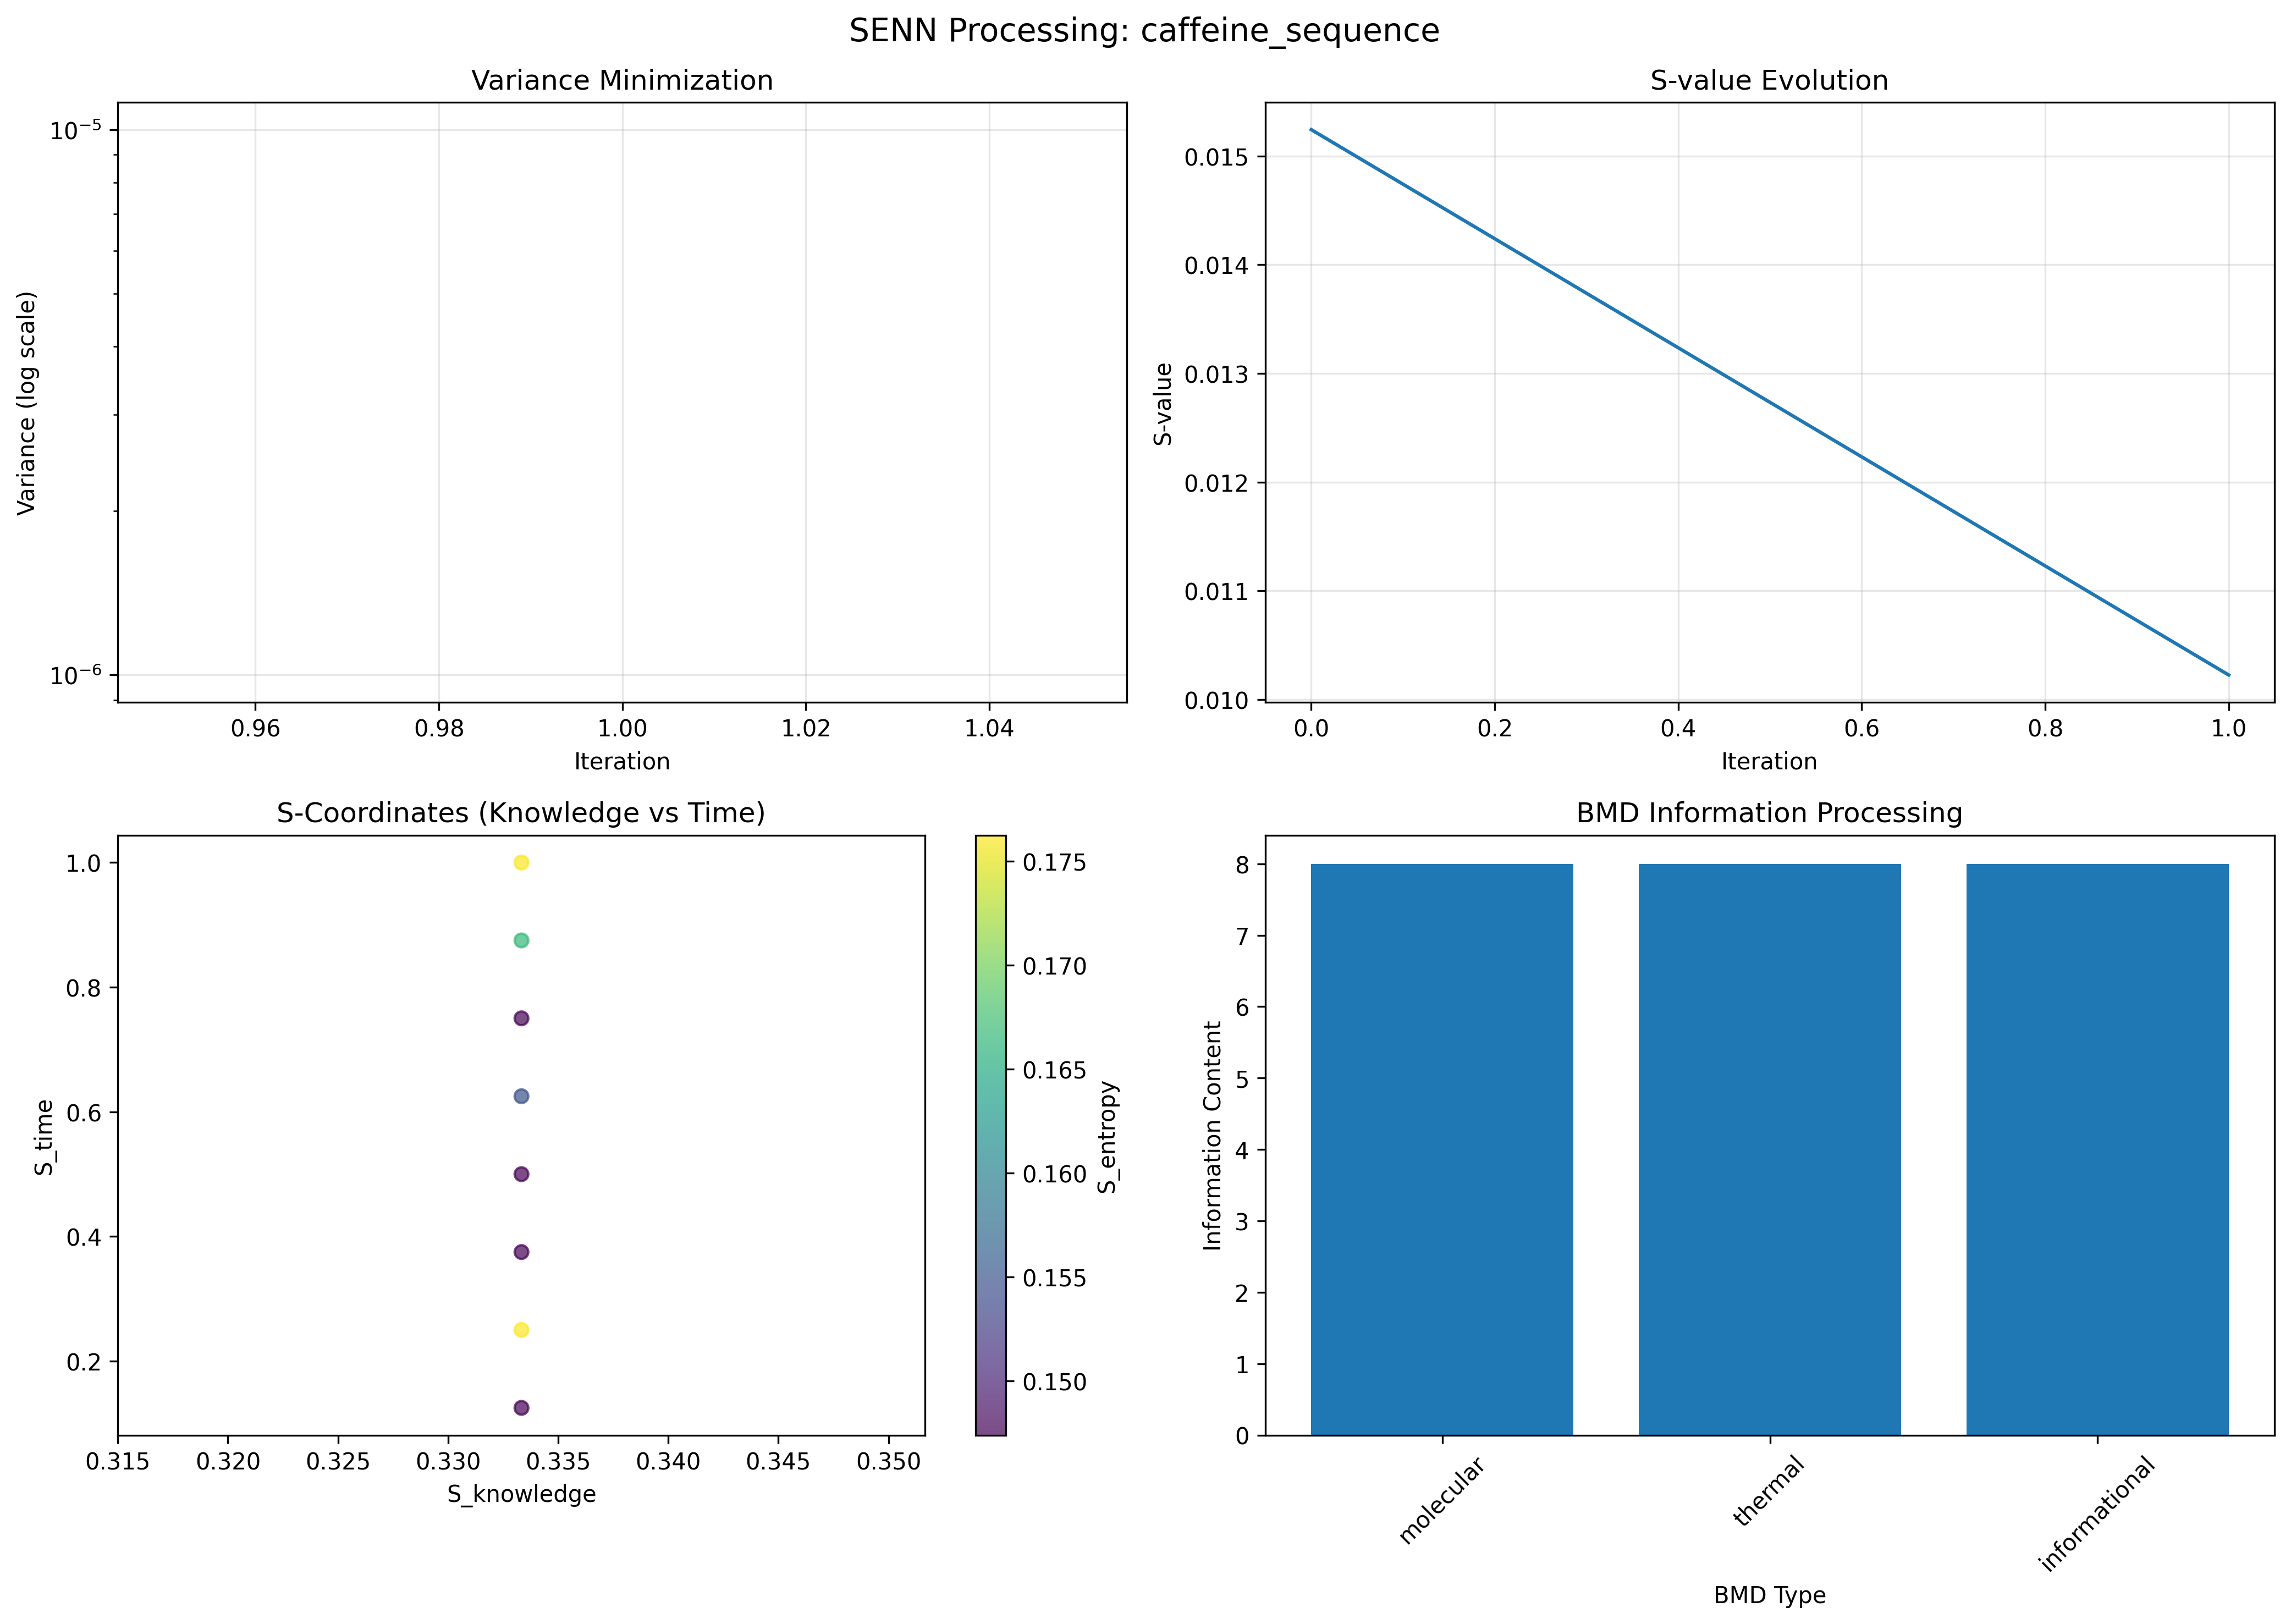 SENN Processing: caffeine_sequence
Variance Minimization
Variance (log scale)
10⁻⁵
10⁻⁶
0.96 0.98 1.00 1.02 1.04
Iteration
S-value Evolution
S-value
0.015
0.014
0.013
0.012
0.011
0.010
0.0 0.2 0.4 0.6 0.8 1.0
Iteration
S-Coordinates (Knowledge vs Time)
S_time
1.0
0.8
0.6
0.4
0.2
0.315 0.320 0.325 0.330 0.335 0.340 0.345 0.350
S_knowledge
0.175
0.170
0.165
0.160
0.155
0.150
S_entropy
BMD Information Processing
Information Content
8
7
6
5
4
3
2
1
0
molecular thermal informational
BMD Type